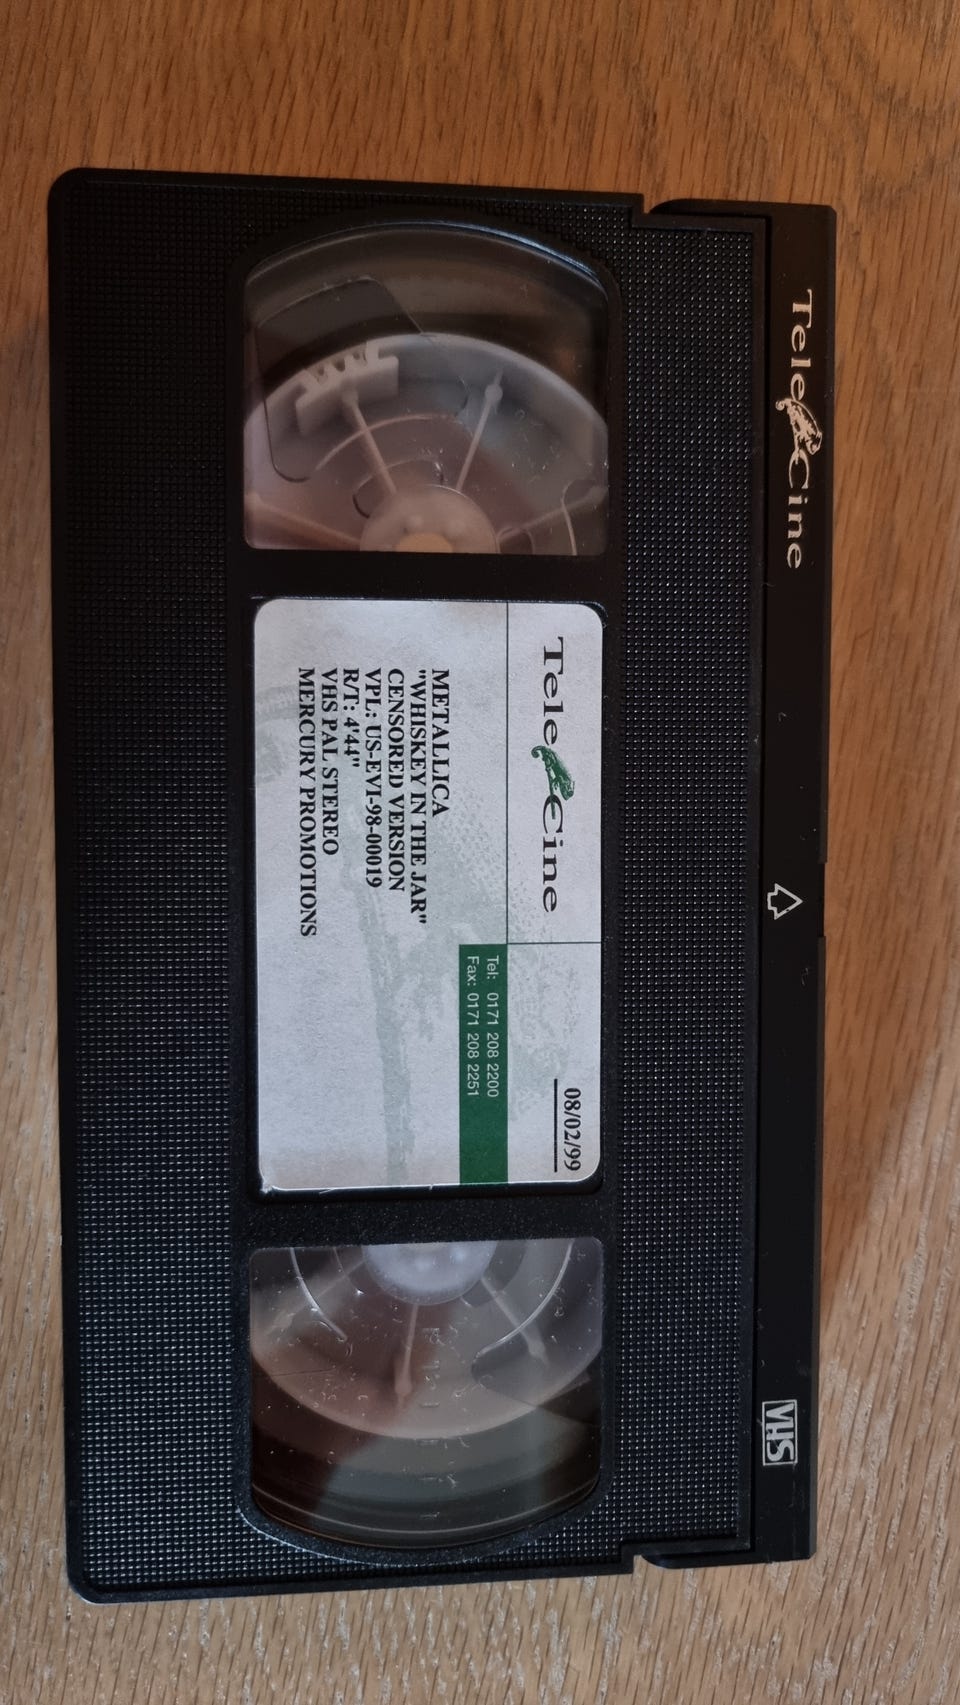 Tele Cine
VHS
Tele Cine
08/02/99
Tel: 0171 208 2200
Fax: 0171 208 2251
METALLICA
"WHISKEY IN THE JAR"
CENSORED VERSION
VPL: US-EVI-98-00019
R/T: 4'44"
VHS PAL STEREO
MERCURY PROMOTIONS